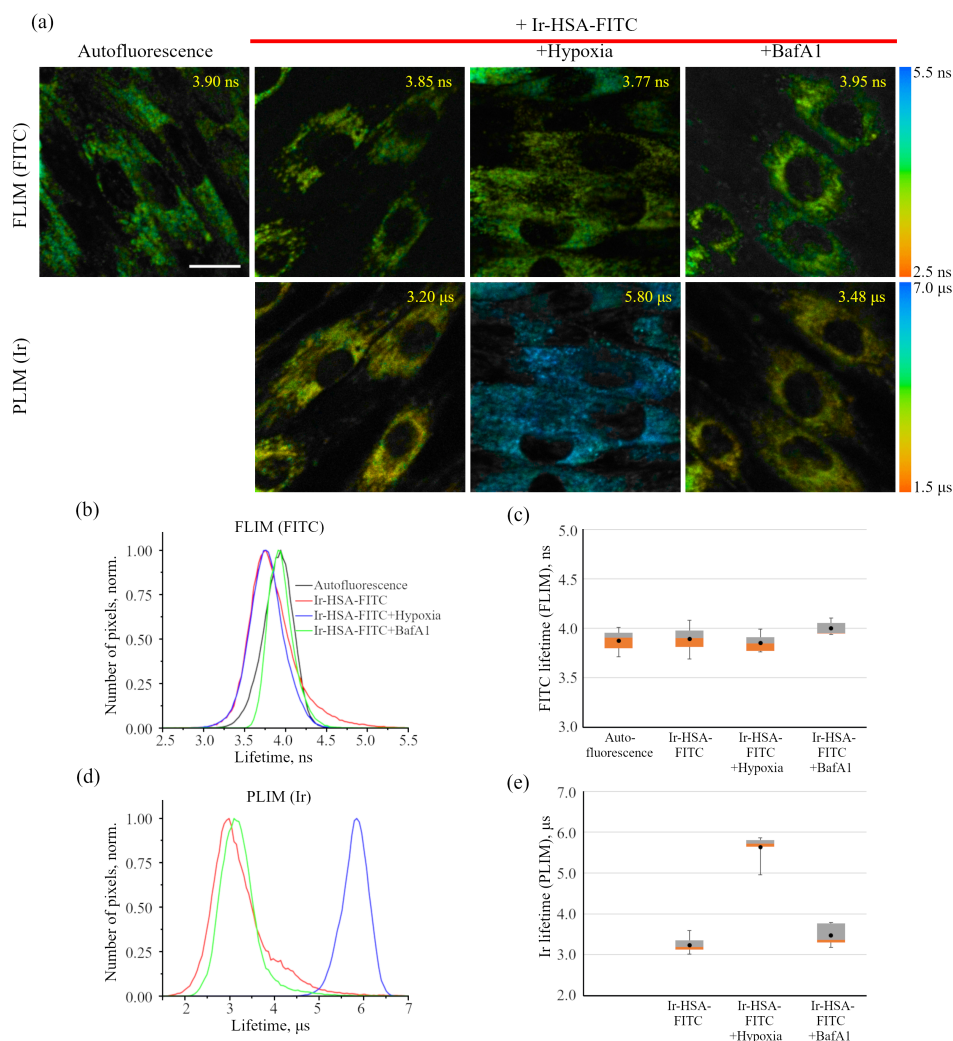 (a)
+ Ir-HSA-FITC
Autofluorescence
+Hypoxia
+BafA1
FLIM (FITC)
3.90 ns
3.85 ns
3.77 ns
3.95 ns
5.5 ns
2.5 ns
PLIM (Ir)
3.20 μs
5.80 μs
3.48 μs
7.0 μs
1.5 μs
(b)
FLIM (FITC)
Number of pixels, norm.
1.00
0.75
0.50
0.25
0.00
Autofluorescence
Ir-HSA-FITC
Ir-HSA-FITC+Hypoxia
Ir-HSA-FITC+BafA1
2.5 3.0 3.5 4.0 4.5 5.0 5.5
Lifetime, ns
(c)
FITC lifetime (FLIM), ns
5.0
4.5
4.0
3.5
3.0
Auto-
fluorescence
Ir-HSA-
FITC
Ir-HSA-
FITC
+Hypoxia
Ir-HSA-
FITC
+BafA1
(d)
PLIM (Ir)
Number of pixels, norm.
1.00
0.75
0.50
0.25
0.00
2 3 4 5 6 7
Lifetime, μs
(e)
Ir lifetime (PLIM), μs
7.0
6.0
5.0
4.0
3.0
2.0
Ir-HSA-
FITC
Ir-HSA-
FITC
+Hypoxia
Ir-HSA-
FITC
+BafA1